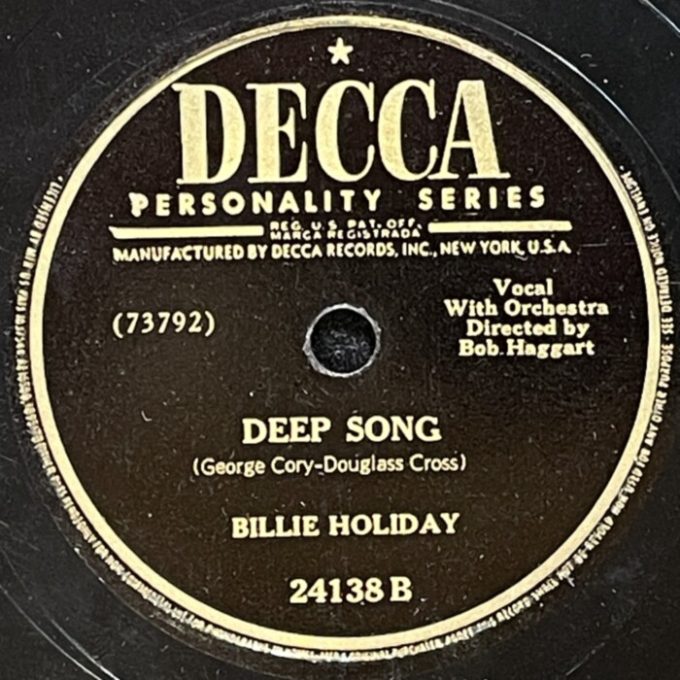 DECCA
PERSONALITY SERIES
REG. U.S. PAT. OFF.
MARCA REGISTRADA
MANUFACTURED BY DECCA RECORDS, INC., NEW YORK, U.S.A.
(73792)
Vocal
With Orchestra
Directed by
Bob Haggart
DEEP SONG
(George Cory-Douglass Cross)
BILLIE HOLIDAY
24138 B